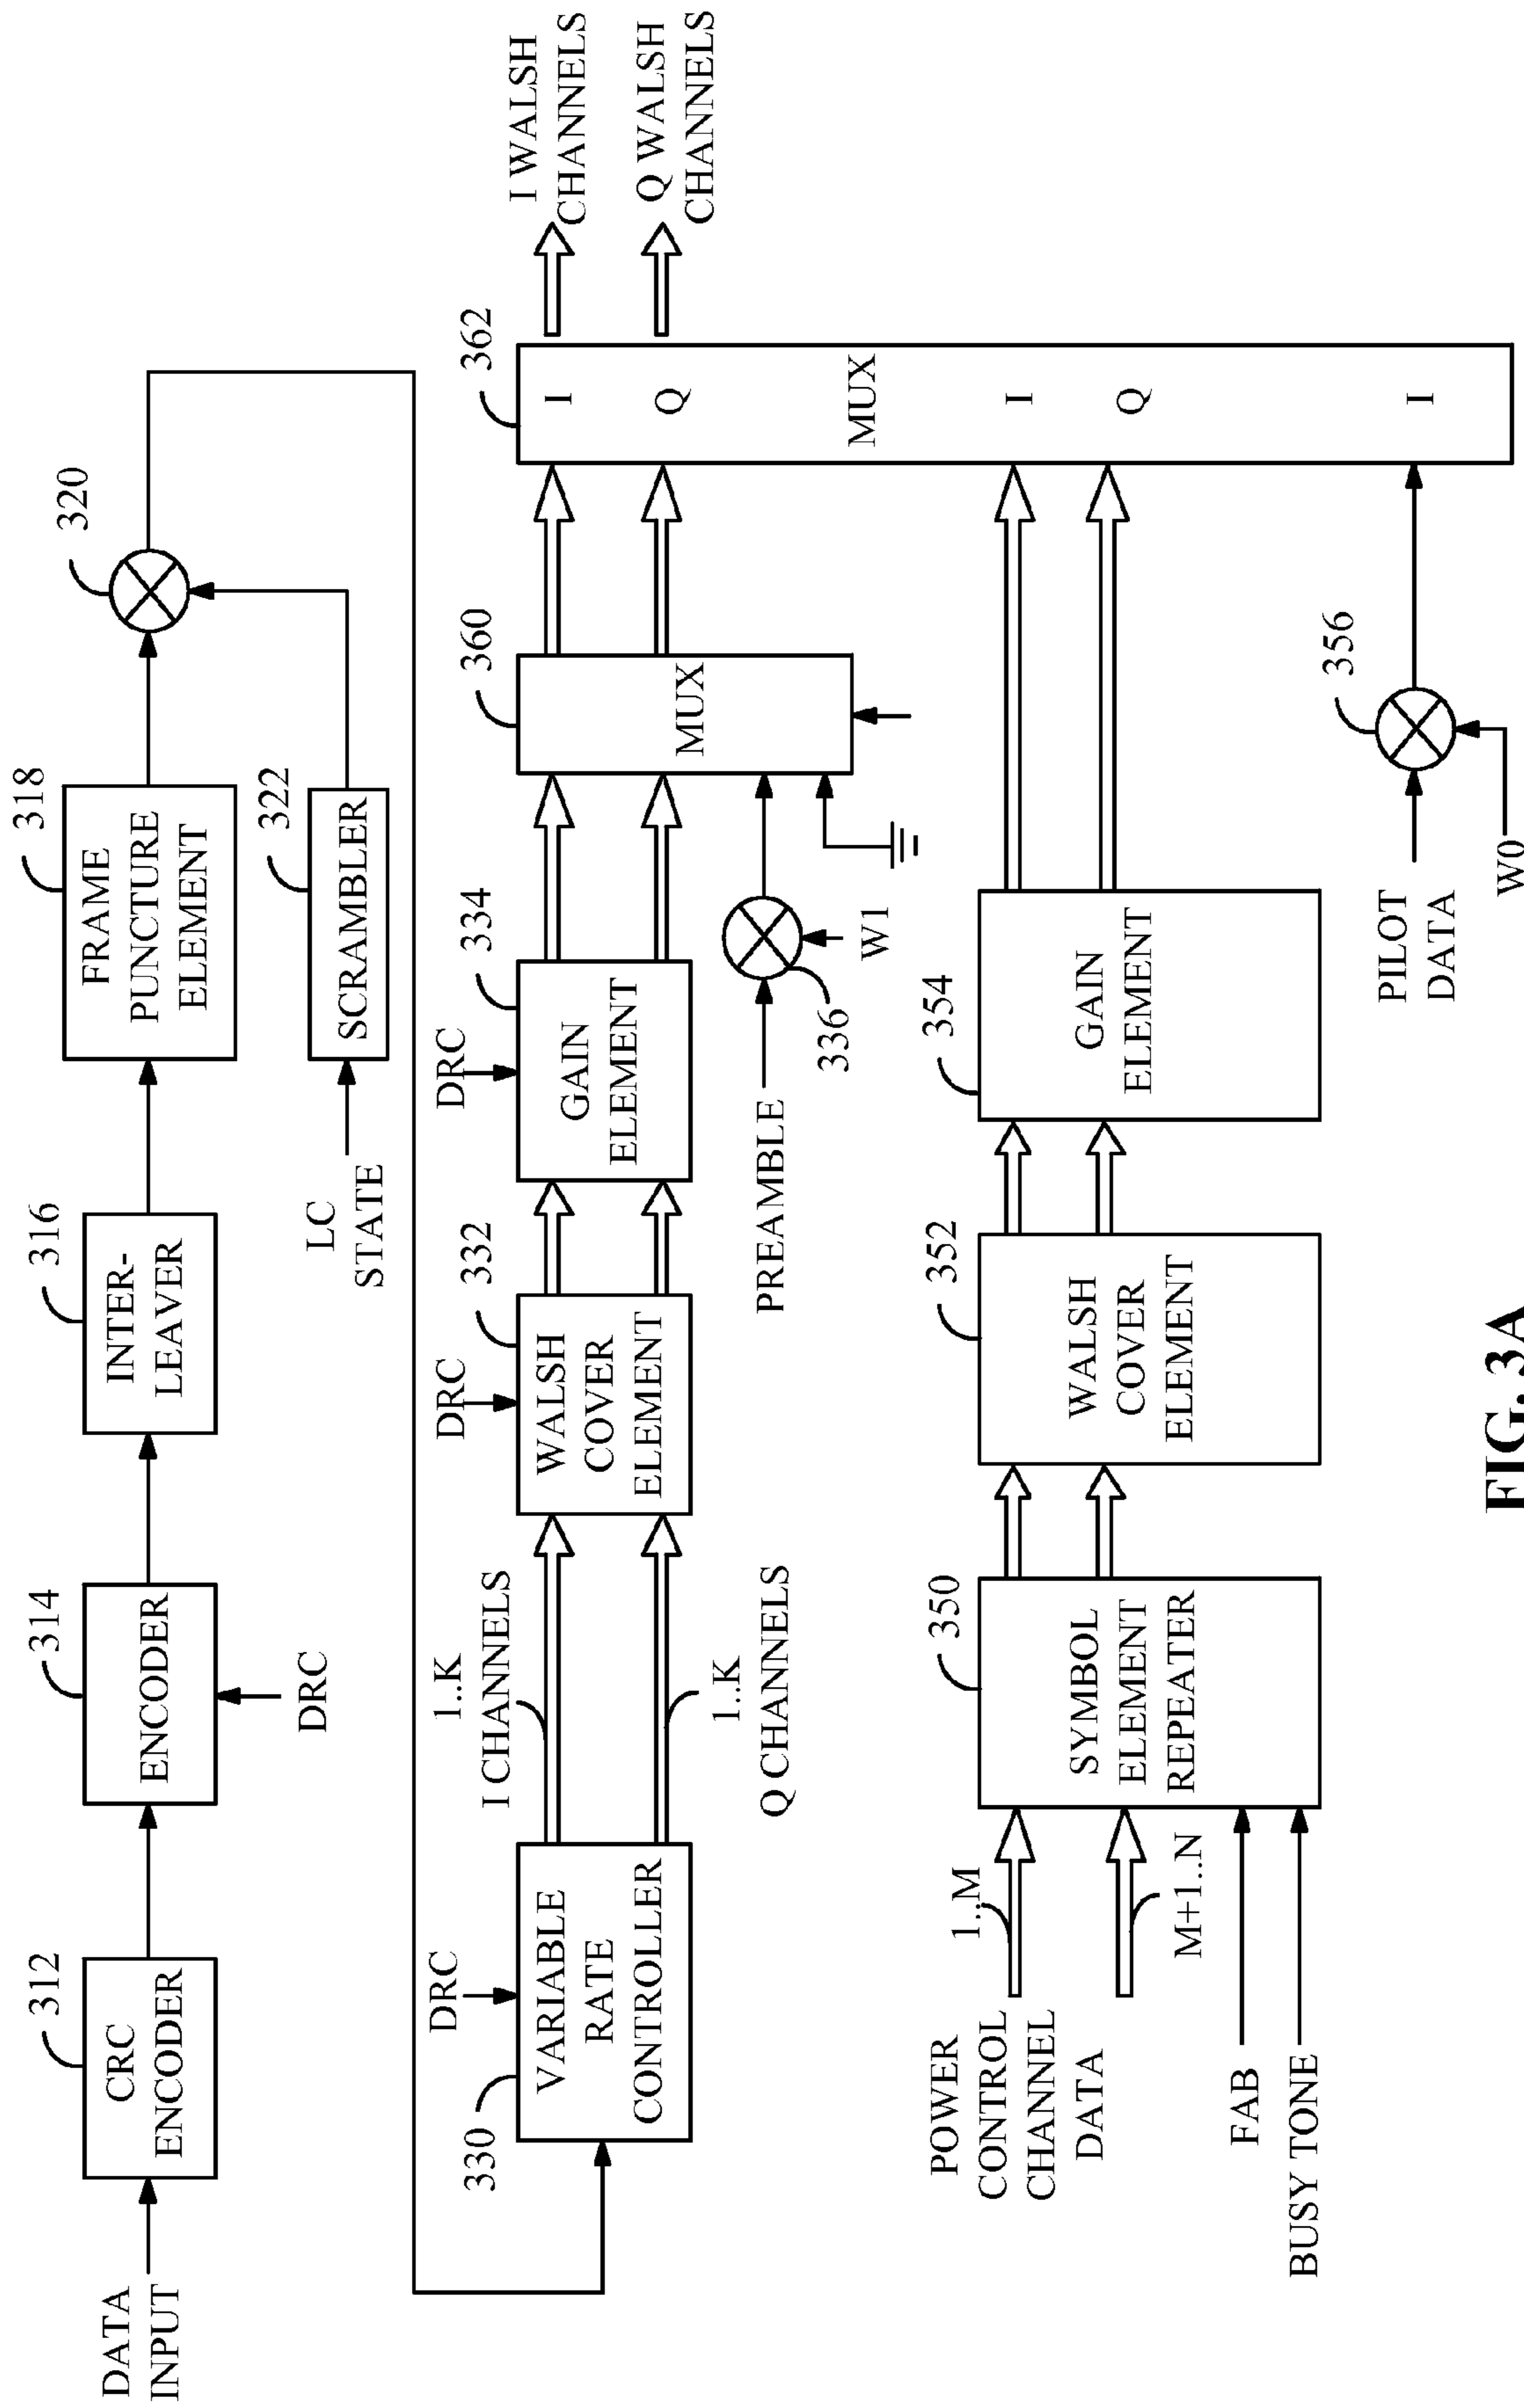 DATA
INPUT
312
CRC
ENCODER
314
ENCODER
DRC
316
INTER-
LEAVER
318
FRAME
PUNCTURE
ELEMENT
320
322
SCRAMBLER
LC
STATE
330
DRC
VARIABLE
RATE
CONTROLLER
1..K
I CHANNELS
1..K
Q CHANNELS
332
DRC
WALSH
COVER
ELEMENT
334
DRC
GAIN
ELEMENT
PREAMBLE
336
W1
360
MUX
362
I
Q
MUX
I
Q
I
I WALSH
CHANNELS
Q WALSH
CHANNELS
POWER
CONTROL
CHANNEL
DATA
1..M
M+1..N
FAB
BUSY TONE
350
SYMBOL
ELEMENT
REPEATER
352
WALSH
COVER
ELEMENT
354
GAIN
ELEMENT
PILOT
DATA
356
W0
FIG. 3A